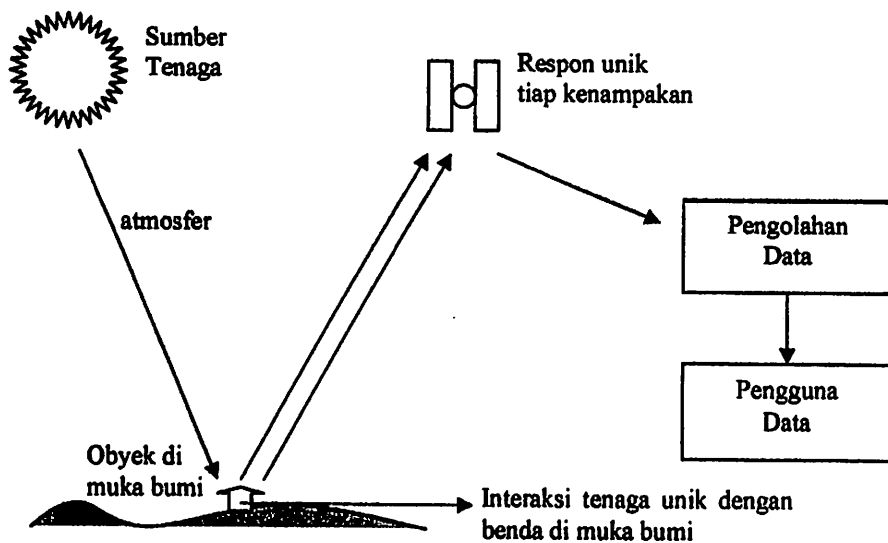 Sumber
Tenaga
Respon unik
tiap kenampakan
atmosfer
Pengolahan
Data
Pengguna
Data
Obyek di
muka bumi
Interaksi tenaga unik dengan
benda di muka bumi